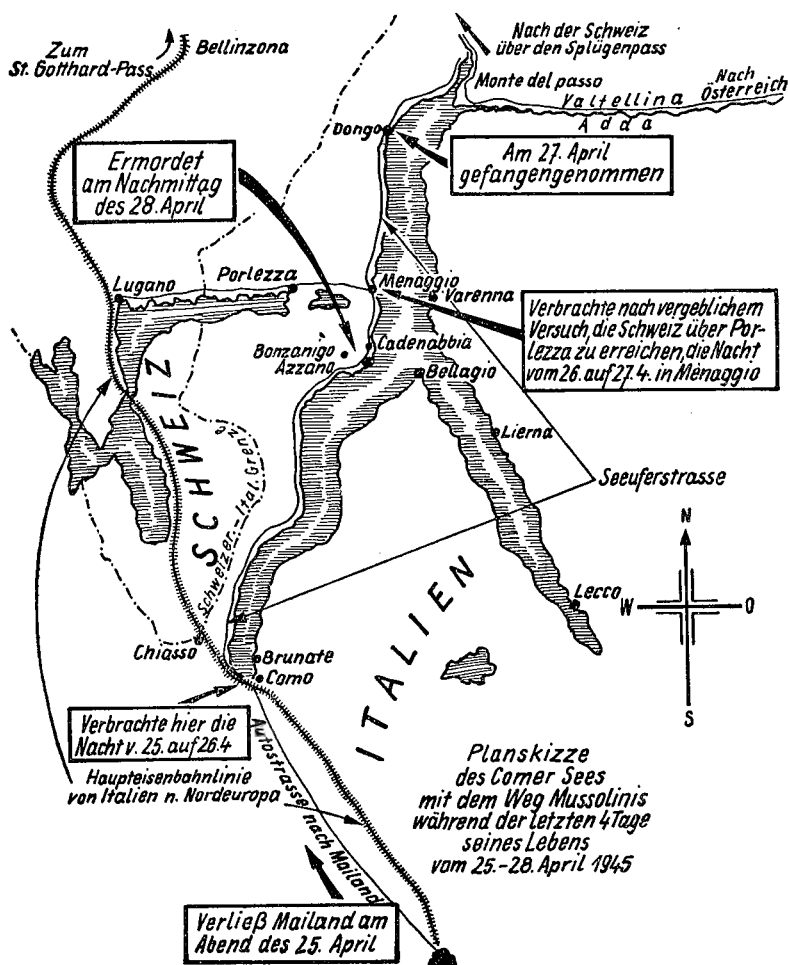 Zum
St. Gotthard-Pass
Bellinzona
Nach der Schweiz
über den Splügenpass
Monte del passo
Nach
Österreich
Valtellina
Adda
Dongo
Ermordet
am Nachmittag
des 28. April
Am 27. April
gefangengenommen
Lugano
Porlezza
Menaggio
Varenna
Verbrachte nach vergeblichem
Versuch, die Schweiz über Por-
lezza zu erreichen, die Nacht
vom 26. auf 27.4. in Menaggio
Bonzanigo
Azzano
Cadenabbia
Bellagio
Lierna
SCHWEIZ
Schweizer.-Ital. Grenz
Seeuferstrasse
ITALIEN
Lecco
N
W
O
S
Chiasso
Brunate
Como
Verbrachte hier die
Nacht v. 25. auf 26.4
Haupteisenbahnlinie
von Italien n. Nordeuropa
Autostrasse nach Mailand
Planskizze
des Comer Sees
mit dem Weg Mussolinis
während der letzten 4 Tage
seines Lebens
vom 25.-28. April 1945
Verließ Mailand am
Abend des 25. April